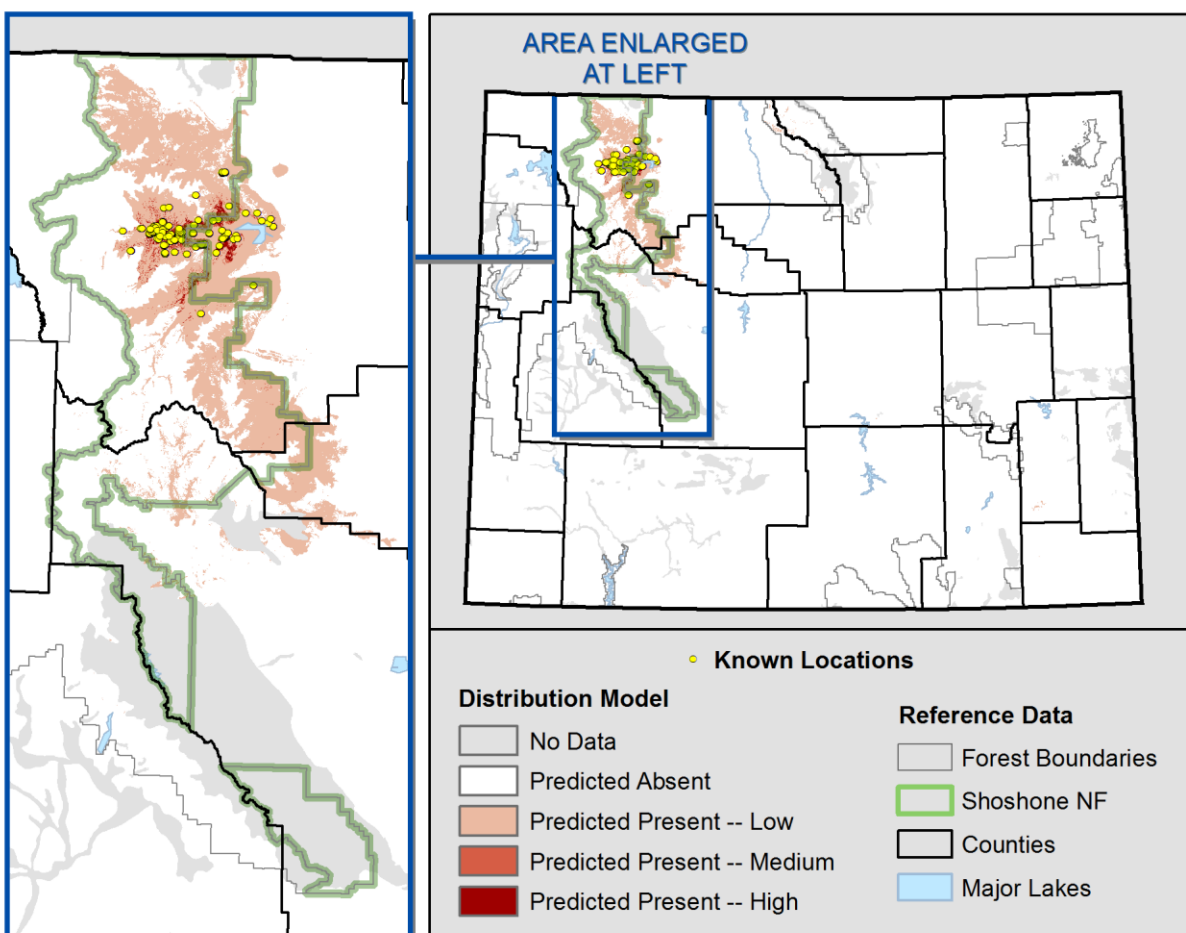 AREA ENLARGED
AT LEFT
Known Locations
Distribution Model
No Data
Predicted Absent
Predicted Present -- Low
Predicted Present -- Medium
Predicted Present -- High
Reference Data
Forest Boundaries
Shoshone NF
Counties
Major Lakes